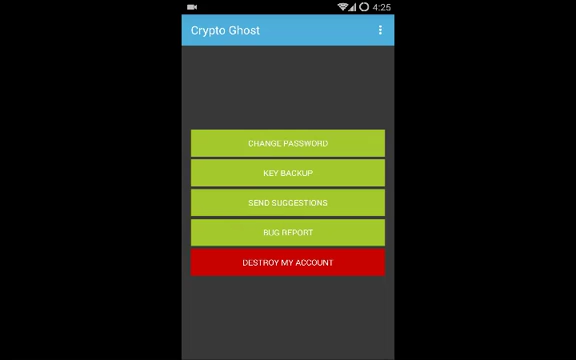 4:25
Crypto Ghost
CHANGE PASSWORD
KEY BACKUP
SEND SUGGESTIONS
BUG REPORT
DESTROY MY ACCOUNT